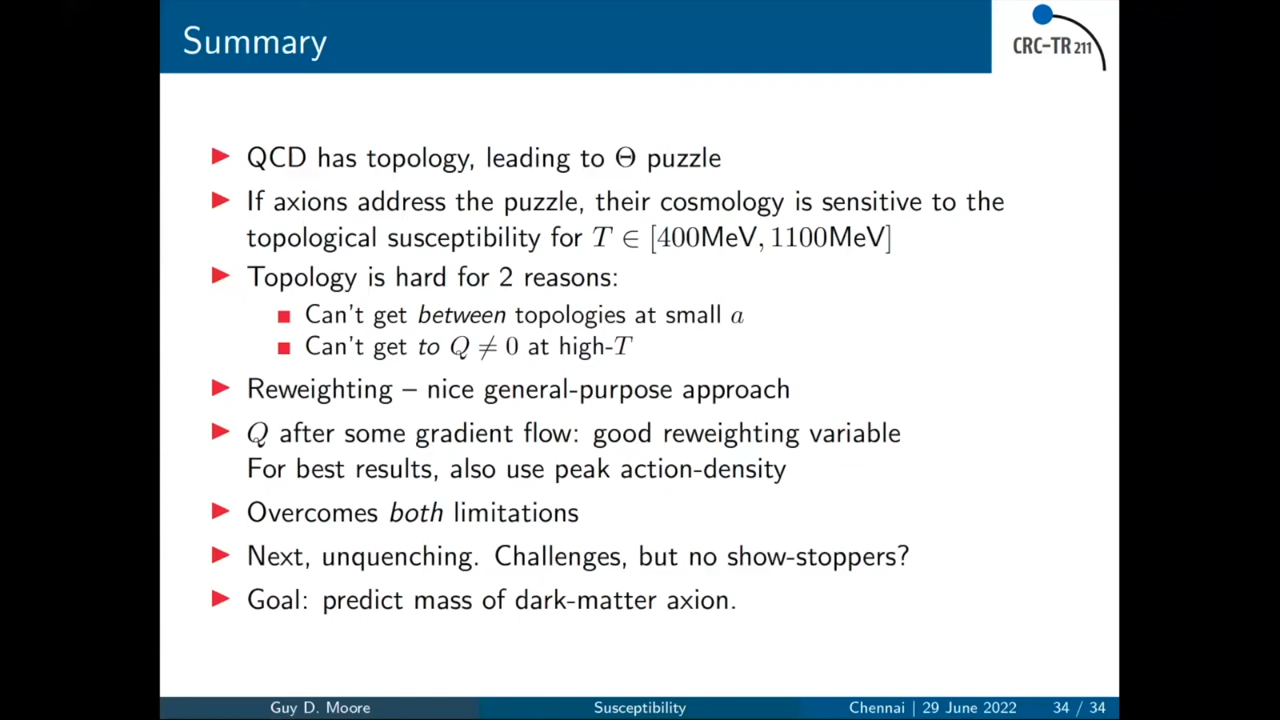 Summary
CRC-TR 211
▶ QCD has topology, leading to Θ puzzle
▶ If axions address the puzzle, their cosmology is sensitive to the
topological susceptibility for T ∈ [400MeV, 1100MeV]
▶ Topology is hard for 2 reasons:
■ Can't get between topologies at small a
■ Can't get to Q ≠ 0 at high-T
▶ Reweighting – nice general-purpose approach
▶ Q after some gradient flow: good reweighting variable
For best results, also use peak action-density
▶ Overcomes both limitations
▶ Next, unquenching. Challenges, but no show-stoppers?
▶ Goal: predict mass of dark-matter axion.
Guy D. Moore Susceptibility Chennai | 29 June 2022 34 / 34